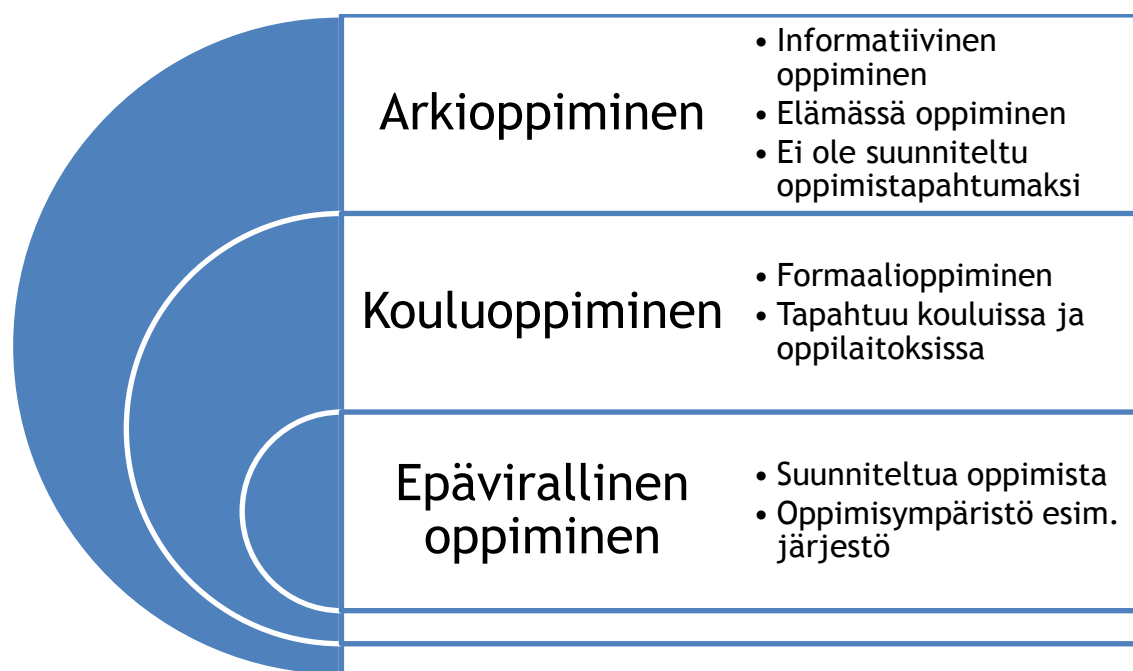 Arkioppiminen
• Informatiivinen
oppiminen
• Elämässä oppiminen
• Ei ole suunniteltu
oppimistapahtumaksi
Kouluoppiminen
• Formaalioppiminen
• Tapahtuu kouluissa ja
oppilaitoksissa
Epävirallinen
oppiminen
• Suunniteltua oppimista
• Oppimisympäristö esim.
järjestö